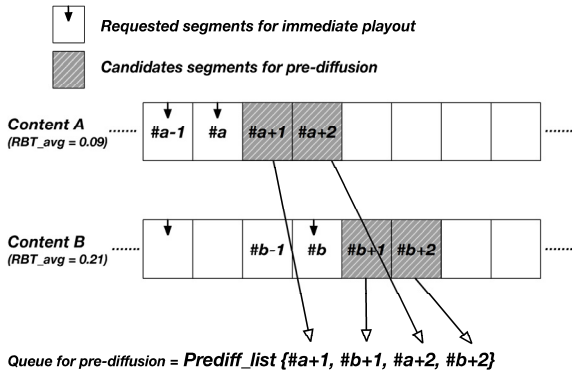 Requested segments for immediate playout
Candidates segments for pre-diffusion
Content A
(RBT_avg = 0.09)
#a-1 #a #a+1 #a+2
Content B
(RBT_avg = 0.21)
#b-1 #b #b+1 #b+2
Queue for pre-diffusion = Prediff_list {#a+1, #b+1, #a+2, #b+2}